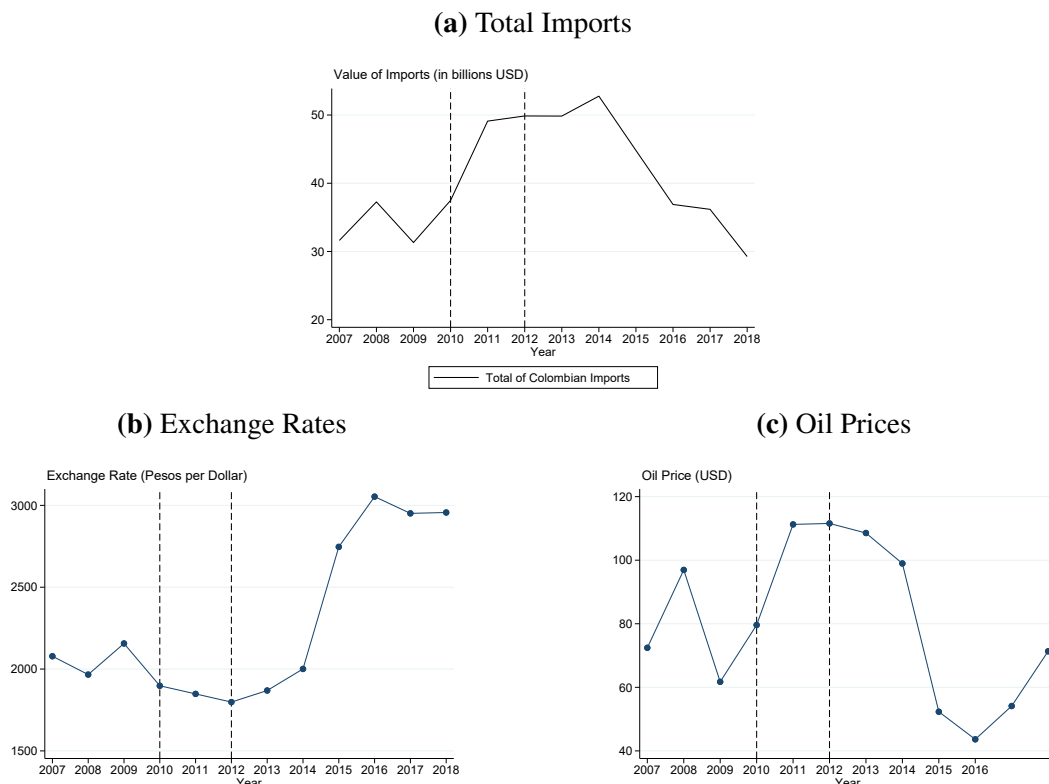 (a) Total Imports
Value of Imports (in billions USD)
50
40
30
20
2007 2008 2009 2010 2011 2012 2013 2014 2015 2016 2017 2018
Year
Total of Colombian Imports
(b) Exchange Rates
Exchange Rate (Pesos per Dollar)
3000
2500
2000
1500
2007 2008 2009 2010 2011 2012 2013 2014 2015 2016 2017 2018
Year
(c) Oil Prices
Oil Price (USD)
120
100
80
60
40
2007 2008 2009 2010 2011 2012 2013 2014 2015 2016
Year